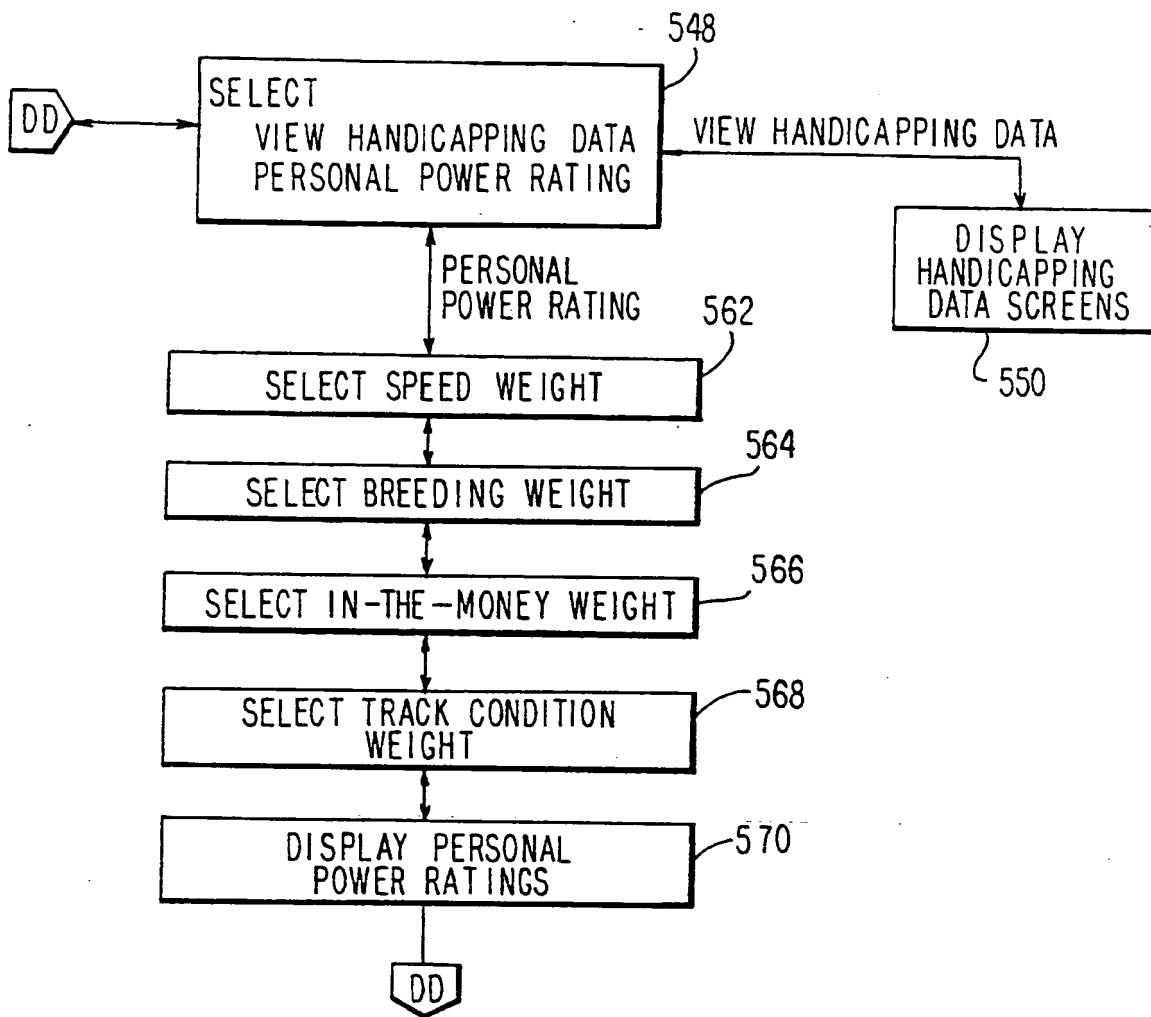 548
DD
SELECT
VIEW HANDICAPPING DATA
PERSONAL POWER RATING
VIEW HANDICAPPING DATA
DISPLAY
HANDICAPPING
DATA SCREENS
550
PERSONAL
POWER RATING
562
SELECT SPEED WEIGHT
564
SELECT BREEDING WEIGHT
566
SELECT IN-THE-MONEY WEIGHT
568
SELECT TRACK CONDITION
WEIGHT
570
DISPLAY PERSONAL
POWER RATINGS
DD